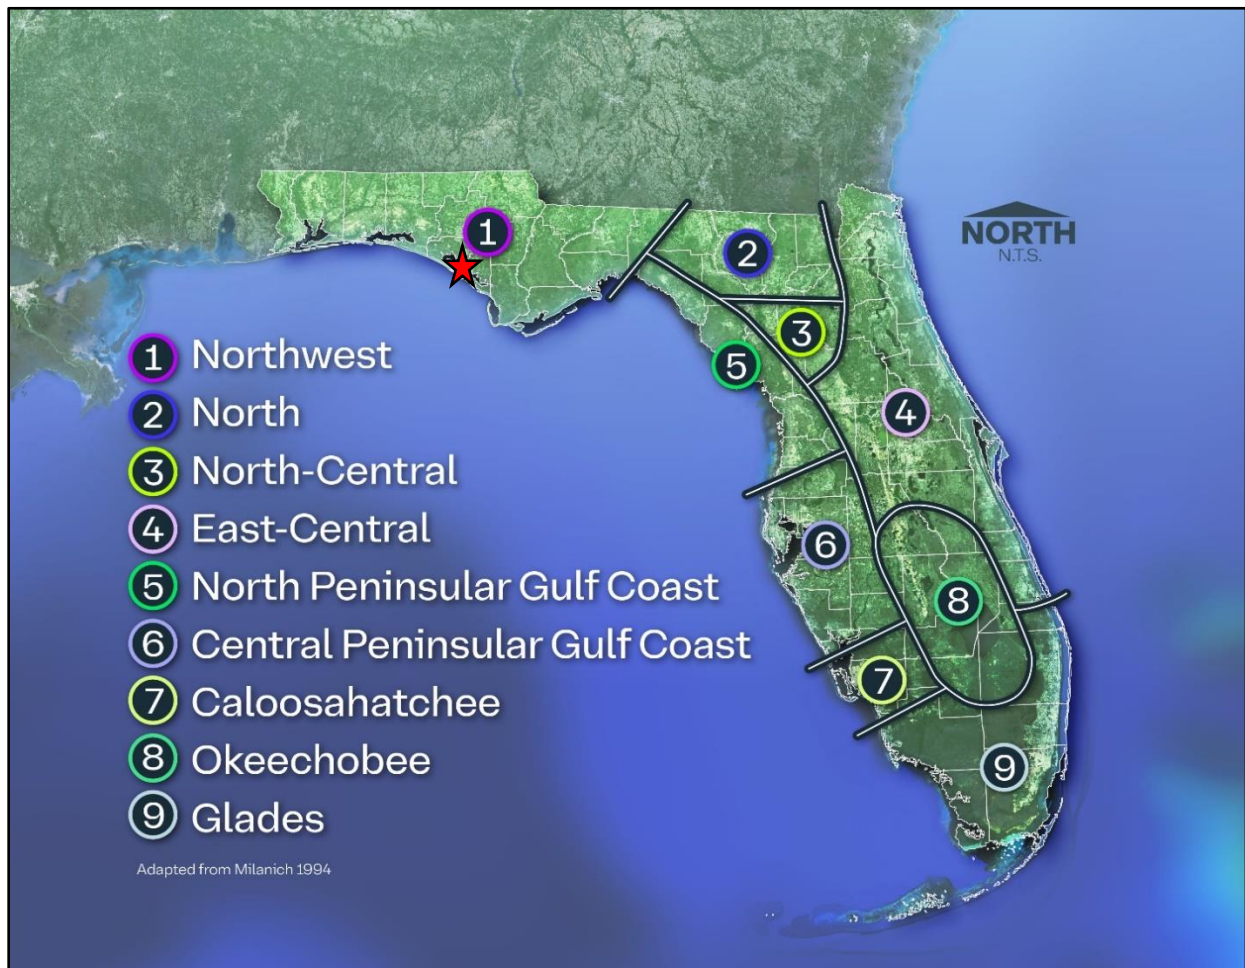 1
2
NORTH
N.T.S.
3
5
4
6
8
7
9
1 Northwest
2 North
3 North-Central
4 East-Central
5 North Peninsular Gulf Coast
6 Central Peninsular Gulf Coast
7 Caloosahatchee
8 Okeechobee
9 Glades
Adapted from Milanich 1994